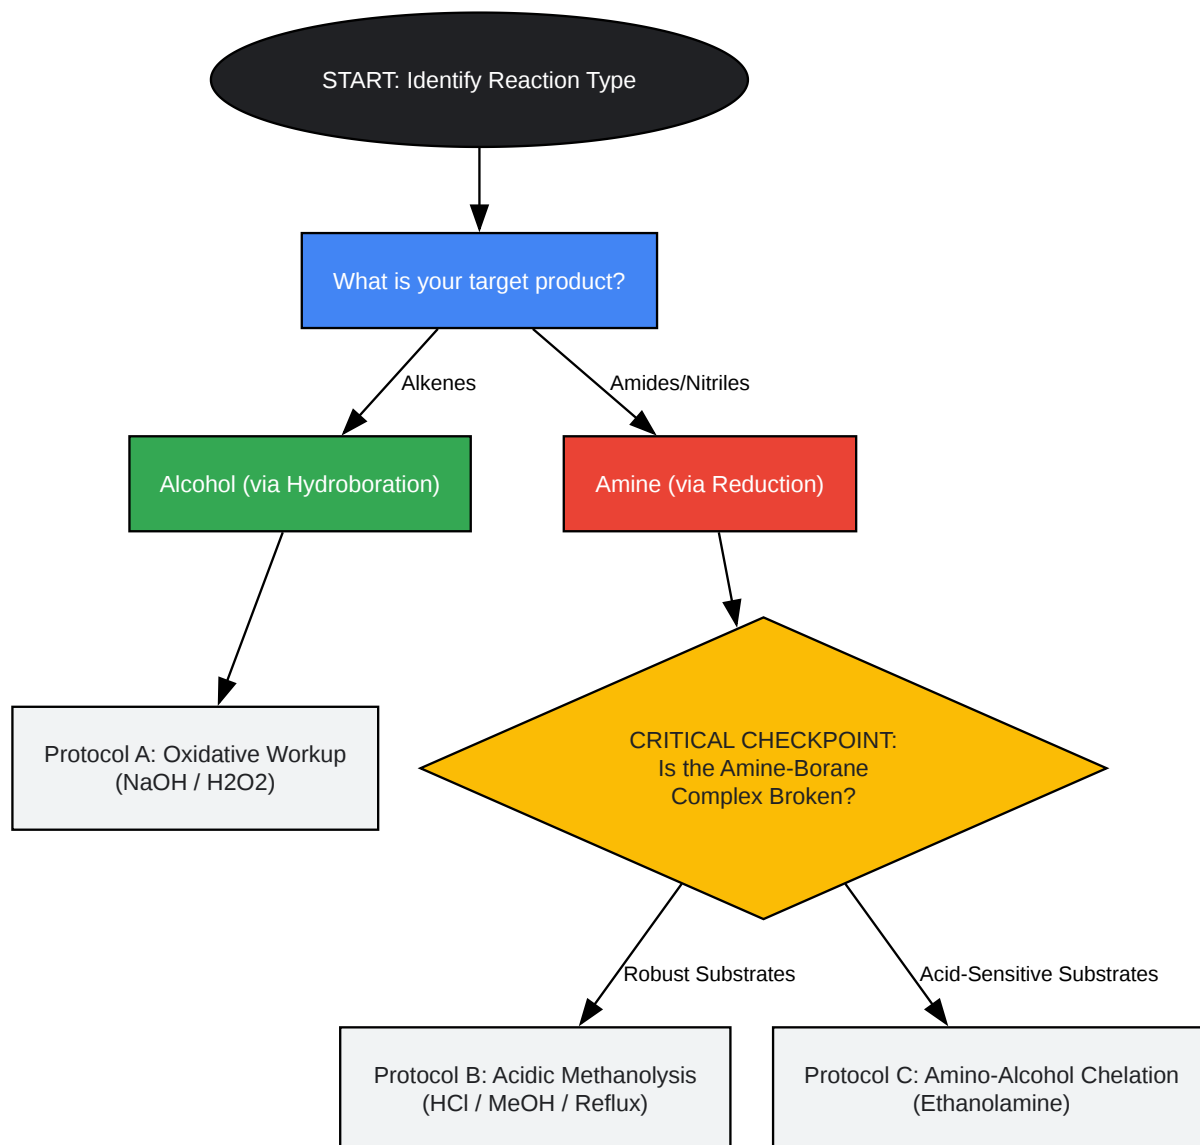 START: Identify Reaction Type
What is your target product?
Alkenes
Amides/Nitriles
Alcohol (via Hydroboration)
Amine (via Reduction)
Protocol A: Oxidative Workup
(NaOH / H2O2)
CRITICAL CHECKPOINT:
Is the Amine-Borane
Complex Broken?
Robust Substrates
Acid-Sensitive Substrates
Protocol B: Acidic Methanolysis
(HCl / MeOH / Reflux)
Protocol C: Amino-Alcohol Chelation
(Ethanolamine)